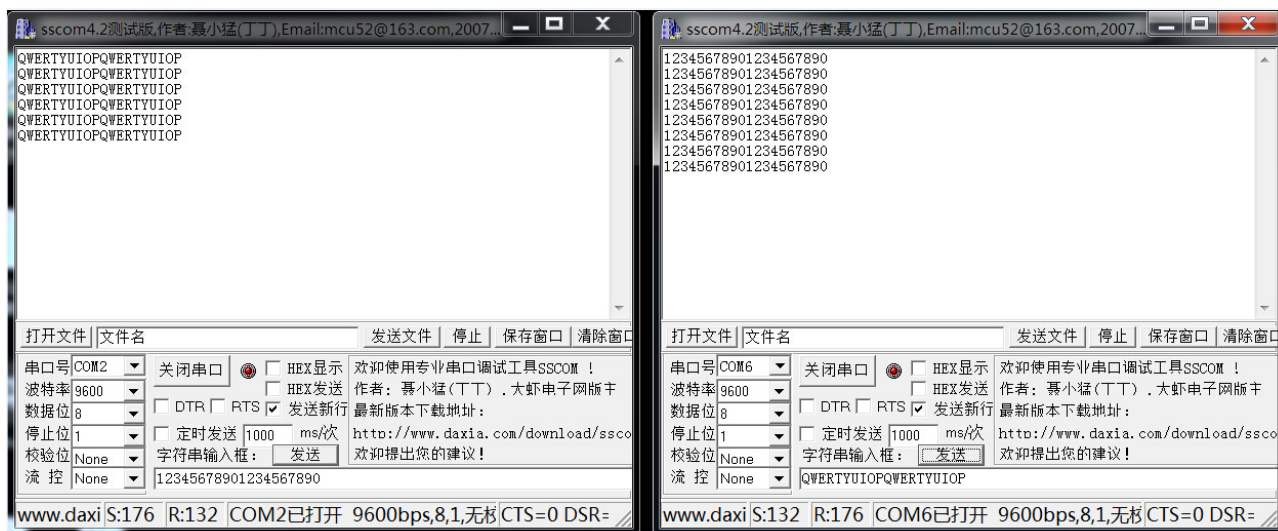 sscom4.2测试版,作者:聂小猛(丁丁),Email:mcu52@163.com,2007...
QWERTYUIOPQWERTYUIOP
QWERTYUIOPQWERTYUIOP
QWERTYUIOPQWERTYUIOP
QWERTYUIOPQWERTYUIOP
QWERTYUIOPQWERTYUIOP
QWERTYUIOPQWERTYUIOP
打开文件 文件名 发送文件 停止 保存窗口 清除窗口
串口号 COM2 关闭串口 HEX显示 欢迎使用专业串口调试工具SSCOM !
波特率 9600 HEX发送 作者: 聂小猛(丁丁) . 大虾电子网版主
数据位 8 DTR RTS 发送新行 最新版本下载地址:
停止位 1 定时发送 1000 ms/次 http://www.daxia.com/download/ssco
校验位 None 字符串输入框: 发送 欢迎提出您的建议!
流 控 None 12345678901234567890
www.daxi S:176 R:132 COM2已打开 9600bps,8,1,无校 CTS=0 DSR=
sscom4.2测试版,作者:聂小猛(丁丁),Email:mcu52@163.com,2007...
12345678901234567890
12345678901234567890
12345678901234567890
12345678901234567890
12345678901234567890
12345678901234567890
12345678901234567890
12345678901234567890
打开文件 文件名 发送文件 停止 保存窗口 清除窗口
串口号 COM6 关闭串口 HEX显示 欢迎使用专业串口调试工具SSCOM !
波特率 9600 HEX发送 作者: 聂小猛(丁丁) . 大虾电子网版主
数据位 8 DTR RTS 发送新行 最新版本下载地址:
停止位 1 定时发送 1000 ms/次 http://www.daxia.com/download/ssco
校验位 None 字符串输入框: 发送 欢迎提出您的建议!
流 控 None QWERTYUIOPQWERTYUIOP
www.daxi S:132 R:176 COM6已打开 9600bps,8,1,无校 CTS=0 DSR=